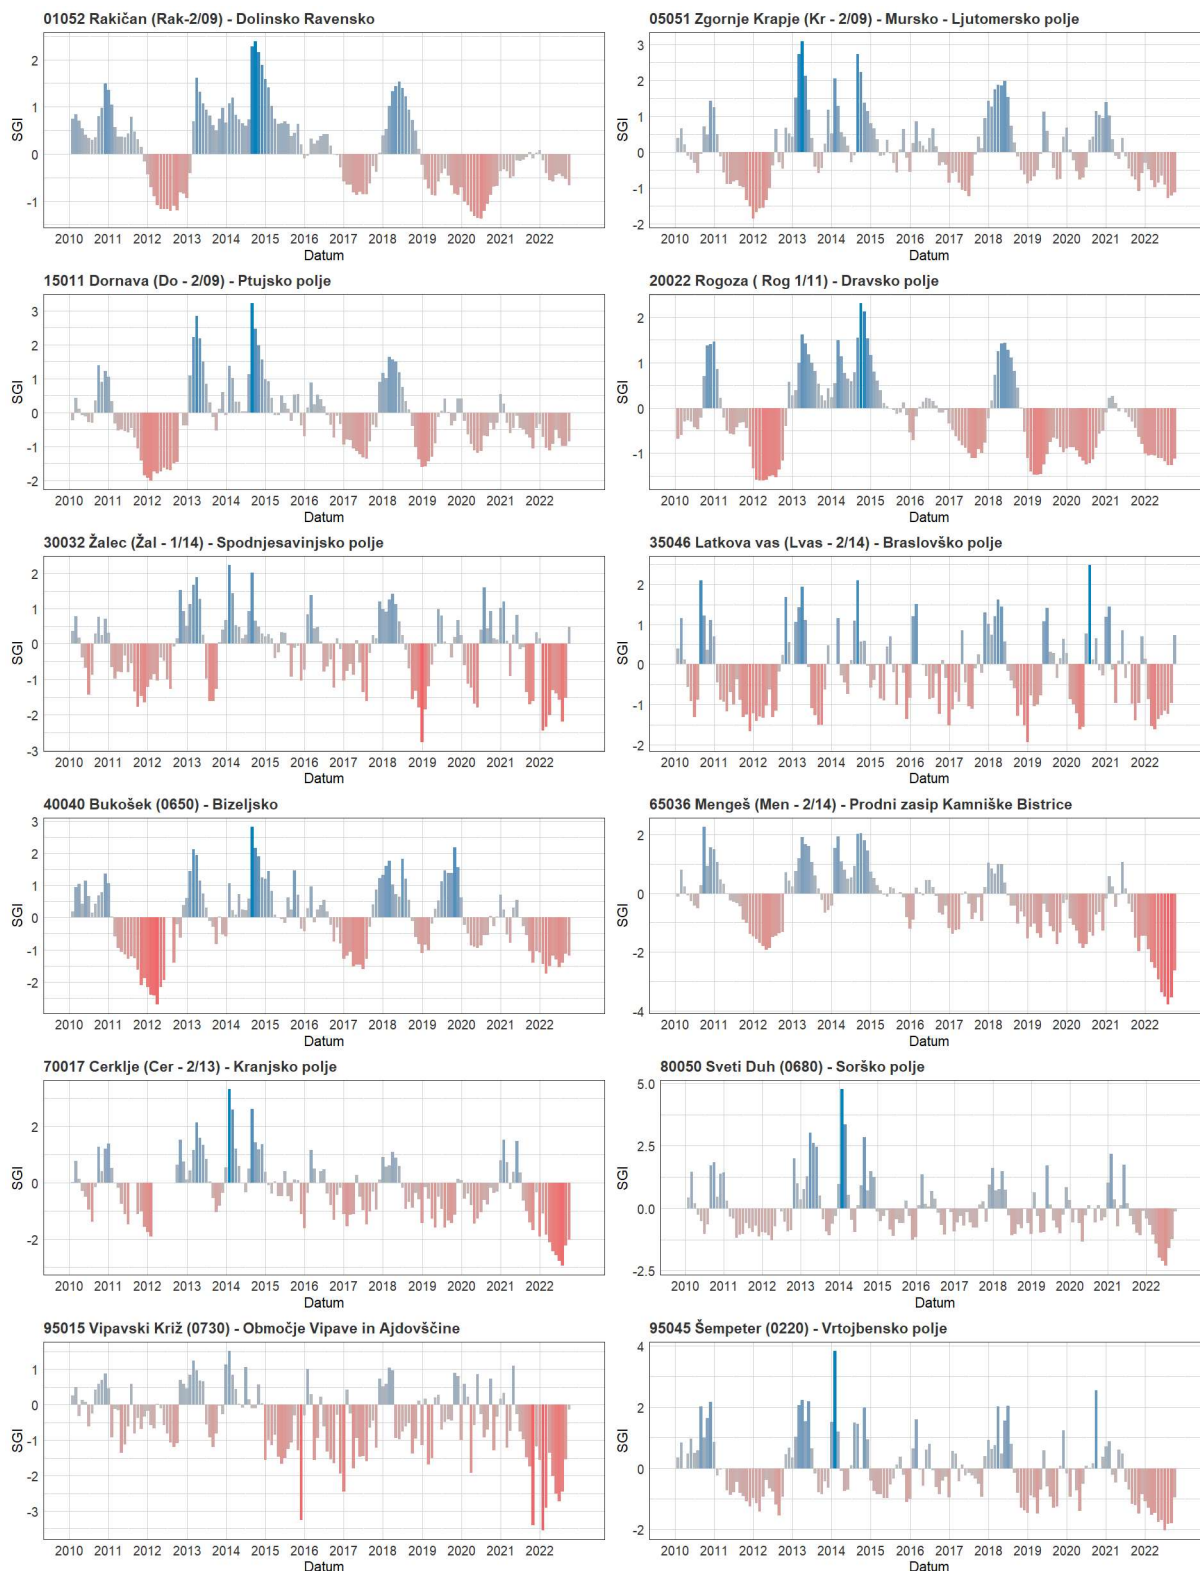 01052 Rakičan (Rak-2/09) - Dolinsko Ravensko
SGI
2
1
0
-1
2010 2011 2012 2013 2014 2015 2016 2017 2018 2019 2020 2021 2022
Datum
05051 Zgornje Krapje (Kr - 2/09) - Mursko - Ljutomersko polje
SGI
3
2
1
0
-1
-2
2010 2011 2012 2013 2014 2015 2016 2017 2018 2019 2020 2021 2022
Datum
15011 Dornava (Do - 2/09) - Ptujsko polje
SGI
3
2
1
0
-1
-2
2010 2011 2012 2013 2014 2015 2016 2017 2018 2019 2020 2021 2022
Datum
20022 Rogoza ( Rog 1/11) - Dravsko polje
SGI
2
1
0
-1
2010 2011 2012 2013 2014 2015 2016 2017 2018 2019 2020 2021 2022
Datum
30032 Žalec (Žal - 1/14) - Spodnjesavinjsko polje
SGI
2
1
0
-1
-2
-3
2010 2011 2012 2013 2014 2015 2016 2017 2018 2019 2020 2021 2022
Datum
35046 Latkova vas (Lvas - 2/14) - Braslovško polje
SGI
2
1
0
-1
-2
2010 2011 2012 2013 2014 2015 2016 2017 2018 2019 2020 2021 2022
Datum
40040 Bukošek (0650) - Bizeljsko
SGI
3
2
1
0
-1
-2
2010 2011 2012 2013 2014 2015 2016 2017 2018 2019 2020 2021 2022
Datum
65036 Mengeš (Men - 2/14) - Prodni zasip Kamniške Bistrice
SGI
2
0
-2
-4
2010 2011 2012 2013 2014 2015 2016 2017 2018 2019 2020 2021 2022
Datum
70017 Cerklje (Cer - 2/13) - Kranjsko polje
SGI
2
0
-2
2010 2011 2012 2013 2014 2015 2016 2017 2018 2019 2020 2021 2022
Datum
80050 Sveti Duh (0680) - Sorško polje
SGI
5.0
2.5
0.0
-2.5
2010 2011 2012 2013 2014 2015 2016 2017 2018 2019 2020 2021 2022
Datum
95015 Vipavski Križ (0730) - Območje Vipave in Ajdovščine
SGI
1
0
-1
-2
-3
2010 2011 2012 2013 2014 2015 2016 2017 2018 2019 2020 2021 2022
Datum
95045 Šempeter (0220) - Vrtojbensko polje
SGI
4
2
0
-2
2010 2011 2012 2013 2014 2015 2016 2017 2018 2019 2020 2021 2022
Datum